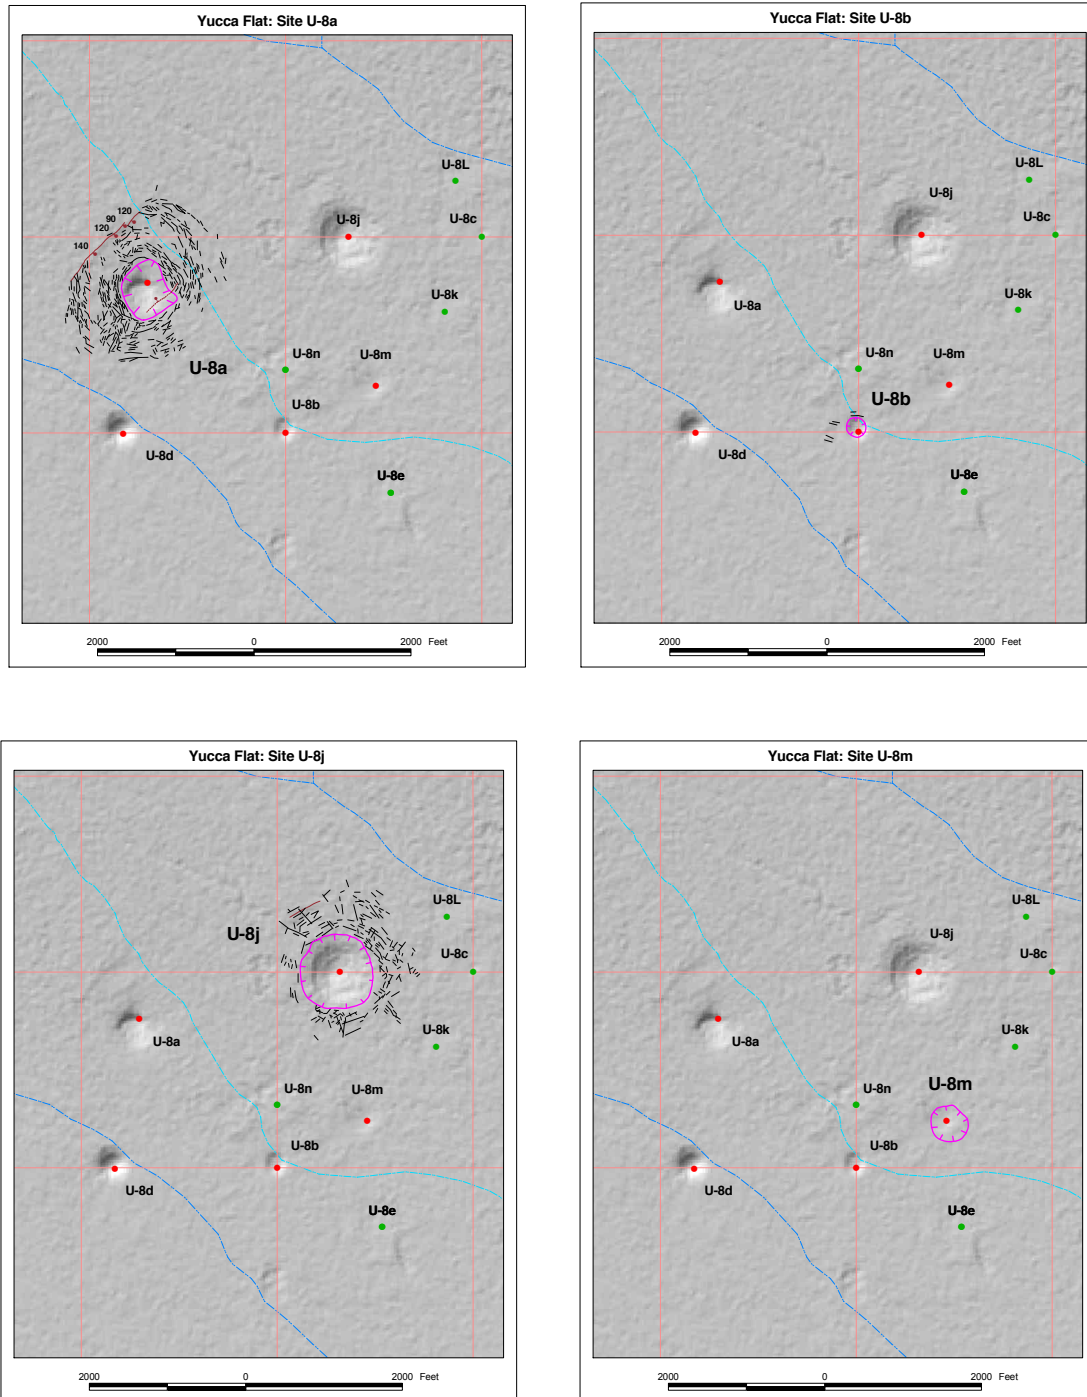 Yucca Flat: Site U-8a
U-8L
U-8j
U-8c
120
90
120
140
U-8k
U-8a
U-8n
U-8m
U-8b
U-8d
U-8e
2000 0 2000 Feet
Yucca Flat: Site U-8b
U-8L
U-8j
U-8c
U-8a
U-8k
U-8n
U-8m
U-8b
U-8d
U-8e
2000 0 2000 Feet
Yucca Flat: Site U-8j
U-8L
U-8j
U-8c
U-8a
U-8k
U-8n
U-8m
U-8b
U-8d
U-8e
2000 0 2000 Feet
Yucca Flat: Site U-8m
U-8L
U-8j
U-8c
U-8a
U-8k
U-8n
U-8m
U-8b
U-8d
U-8e
2000 0 2000 Feet